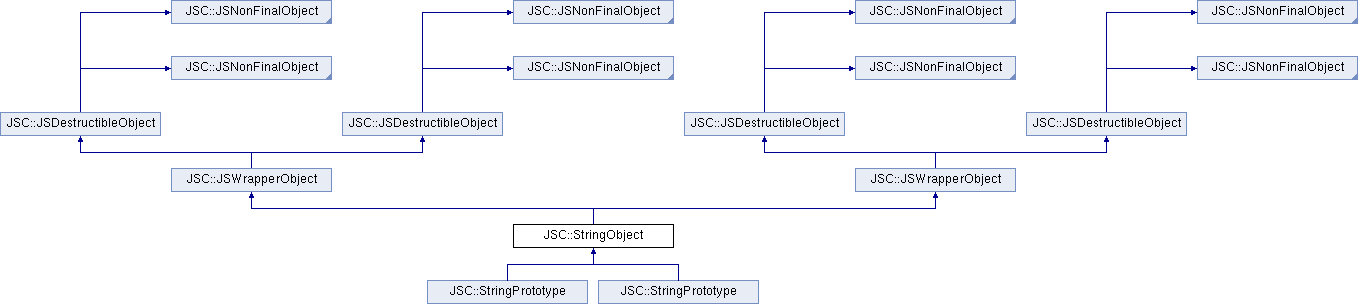 JSC::JSNonFinalObject
JSC::JSNonFinalObject
JSC::JSNonFinalObject
JSC::JSNonFinalObject
JSC::JSNonFinalObject
JSC::JSNonFinalObject
JSC::JSNonFinalObject
JSC::JSNonFinalObject
JSC::JSDestructibleObject
JSC::JSDestructibleObject
JSC::JSDestructibleObject
JSC::JSDestructibleObject
JSC::JSWrapperObject
JSC::JSWrapperObject
JSC::StringObject
JSC::StringPrototype
JSC::StringPrototype